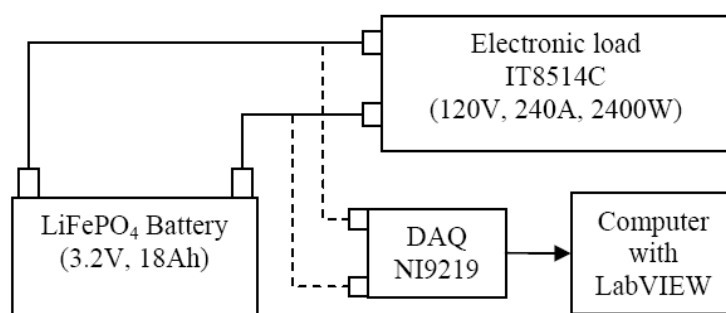 Electronic load
IT8514C
(120V, 240A, 2400W)
LiFePO₄ Battery
(3.2V, 18Ah)
DAQ
NI9219
Computer
with
LabVIEW